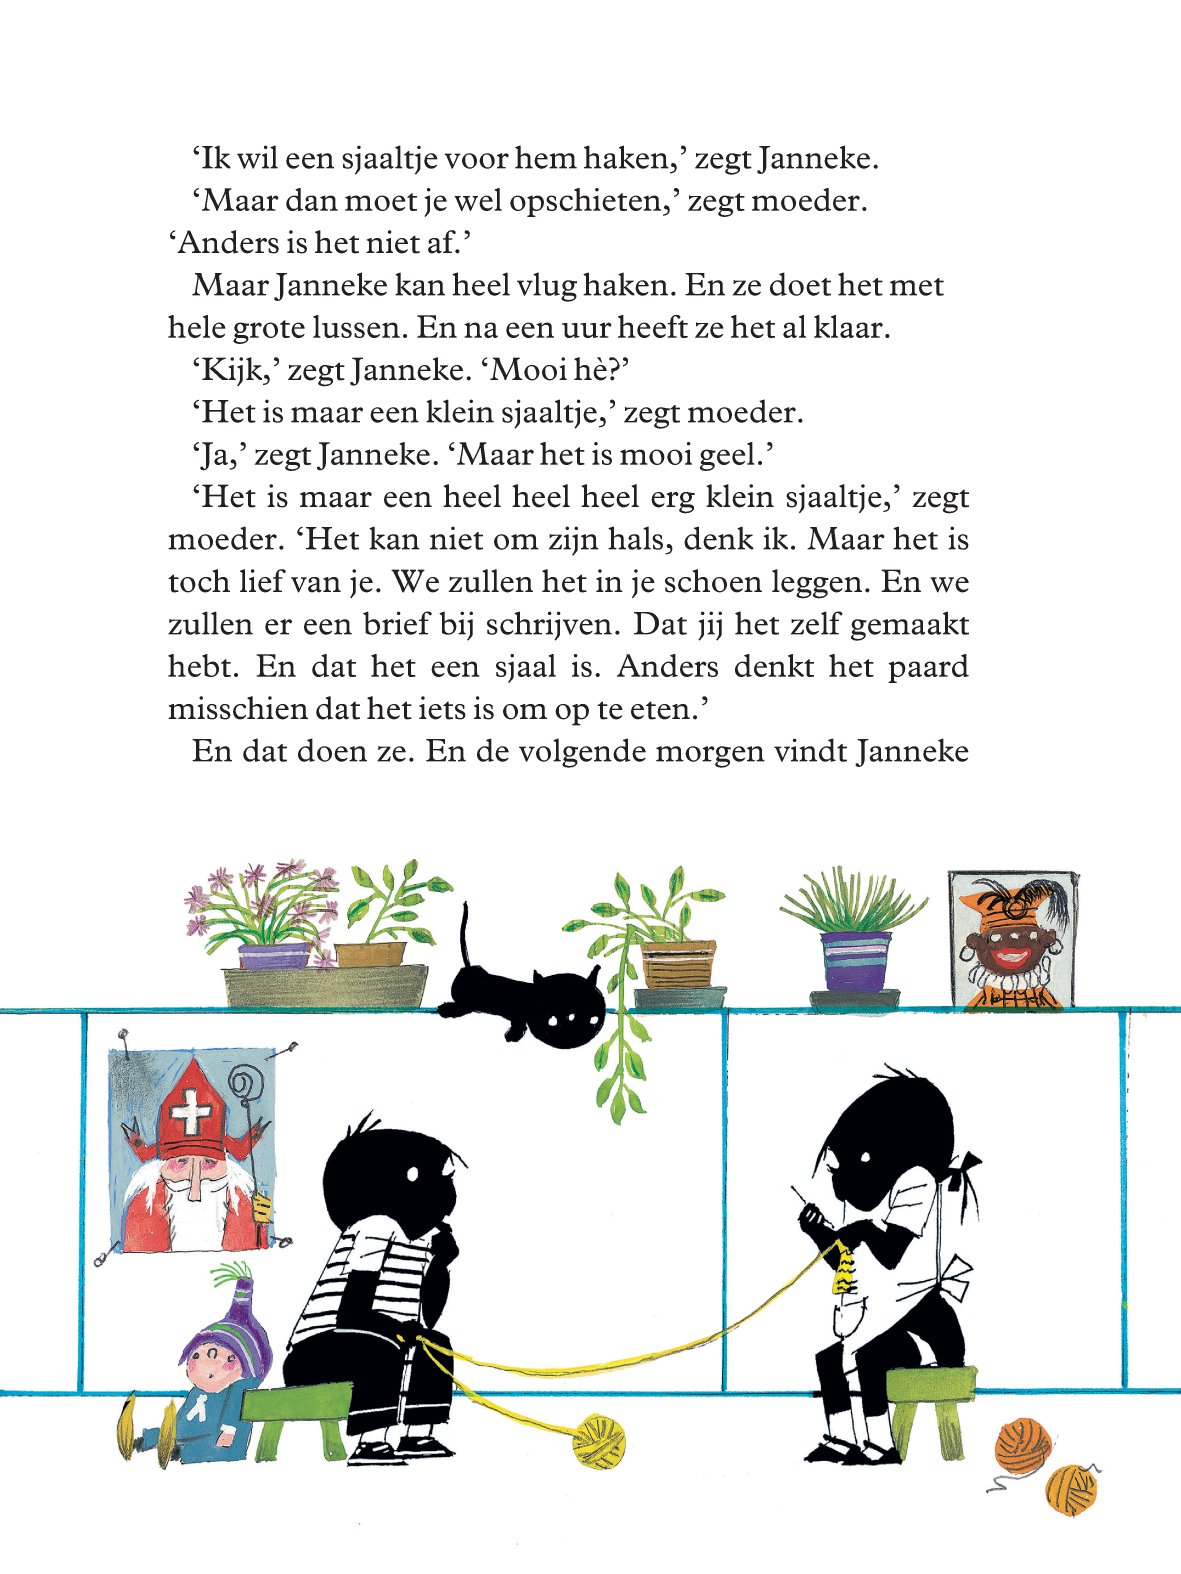 ‘Ik wil een sjaaltje voor hem haken,’ zegt Janneke.
‘Maar dan moet je wel opschieten,’ zegt moeder.
‘Anders is het niet af.’
Maar Janneke kan heel vlug haken. En ze doet het met
hele grote lussen. En na een uur heeft ze het al klaar.
‘Kijk,’ zegt Janneke. ‘Mooi hè?’
‘Het is maar een klein sjaaltje,’ zegt moeder.
‘Ja,’ zegt Janneke. ‘Maar het is mooi geel.’
‘Het is maar een heel heel heel erg klein sjaaltje,’ zegt
moeder. ‘Het kan niet om zijn hals, denk ik. Maar het is
toch lief van je. We zullen het in je schoen leggen. En we
zullen er een brief bij schrijven. Dat jij het zelf gemaakt
hebt. En dat het een sjaal is. Anders denkt het paard
misschien dat het iets is om op te eten.’
En dat doen ze. En de volgende morgen vindt Janneke